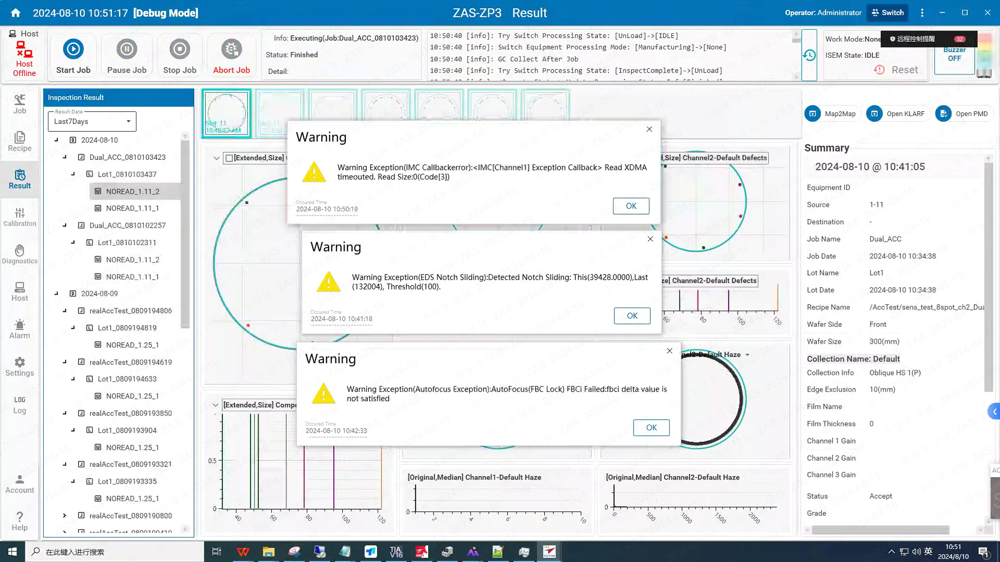 2024-08-10 10:51:17 [Debug Mode]
ZAS-ZP3 Result
Operator: Administrator
Switch
Host
Host
Offline
Start Job
Pause Job
Stop Job
Abort Job
Info: Executing(Job:Dual_ACC_0810103423)
Status: Finished
Detail:
10:50:40 [info]: Try Switch Processing State: [UnLoad]->[IDLE]
10:50:40 [info]: Switch Equipment Processing Mode: [Manufacturing]->[None]
10:50:40 [info]: GC Collect After Job
10:50:40 [info]: Try Switch Processing State: [InspectComplete]->[UnLoad]
Work Mode:None
远程控制提醒
32
ISEM State: IDLE
Reset
Buzzer
OFF
Job
Recipe
Result
Calibration
Diagnostics
Host
Alarm
Settings
LOG
Log
Account
Help
Inspection Result
Result Date
Last7Days
D 2024-08-10
J Dual_ACC_0810103423
L Lot1_0810103437
W NOREAD_1.11_2
W NOREAD_1.11_1
J Dual_ACC_0810102257
L Lot1_0810102311
W NOREAD_1.11_2
W NOREAD_1.11_1
D 2024-08-09
J realAccTest_0809194806
L Lot1_0809194819
W NOREAD_1.25_1
J realAccTest_0809194619
L Lot1_0809194633
W NOREAD_1.25_1
J realAccTest_0809193850
L Lot1_0809193904
W NOREAD_1.25_1
J realAccTest_0809193321
L Lot1_0809193335
W NOREAD_1.25_1
J realAccTest_0809190800
Slot 11
10:48:27 AM
Map2Map
Open KLARF
Open PMD
[Extended,Size]
Size] Channel2-Default Defects
Warning
Warning Exception(IMC Callbackerror):<IMC[Channel1] Exception Callback> Read XDMA
timeouted. Read Size:0(Code[3])
Occured Time
2024-08-10 10:50:19
OK
Warning
Warning Exception(EDS Notch Sliding):Detected Notch Sliding: This(39428.0000),Last
(132004), Threshold(100).
Occured Time
2024-08-10 10:41:18
OK
Channel2-Default Defects
60
80
100
120
Warning
Warning Exception(Autofocus Exception):AutoFocus(FBC Lock) FBCi Failed:fbci delta value is
not satisfied
Occured Time
2024-08-10 10:42:33
OK
nel2-Default Haze
[Extended,Size] Compo
0.5
0
40
60
80
100
120
[Original,Median] Channel1-Default Haze
0
2
4
6
8
10
[Original,Median] Channel2-Default Haze
0
0
500
1000
1500
2000
Summary
2024-08-10 @ 10:41:05
Equipment ID
Source 1-11
Destination -
Job Name Dual_ACC
Job Date 2024-08-10 10:34:38
Lot Name Lot1
Lot Date 2024-08-10 10:34:38
Recipe Name /AccTest/sens_test_8spot_ch2_Dua
Wafer Side Front
Wafer Size 300(mm)
Collection Name: Default
Collection Info Oblique HS 1(P)
Edge Exclusion 10(mm)
Film Name
Film Thickness 0
Channel 1 Gain
Channel 2 Gain
Channel 3 Gain
Status Accept
Grade
在此键入进行搜索
TIA
V16
英
10:51
2024/8/10
1